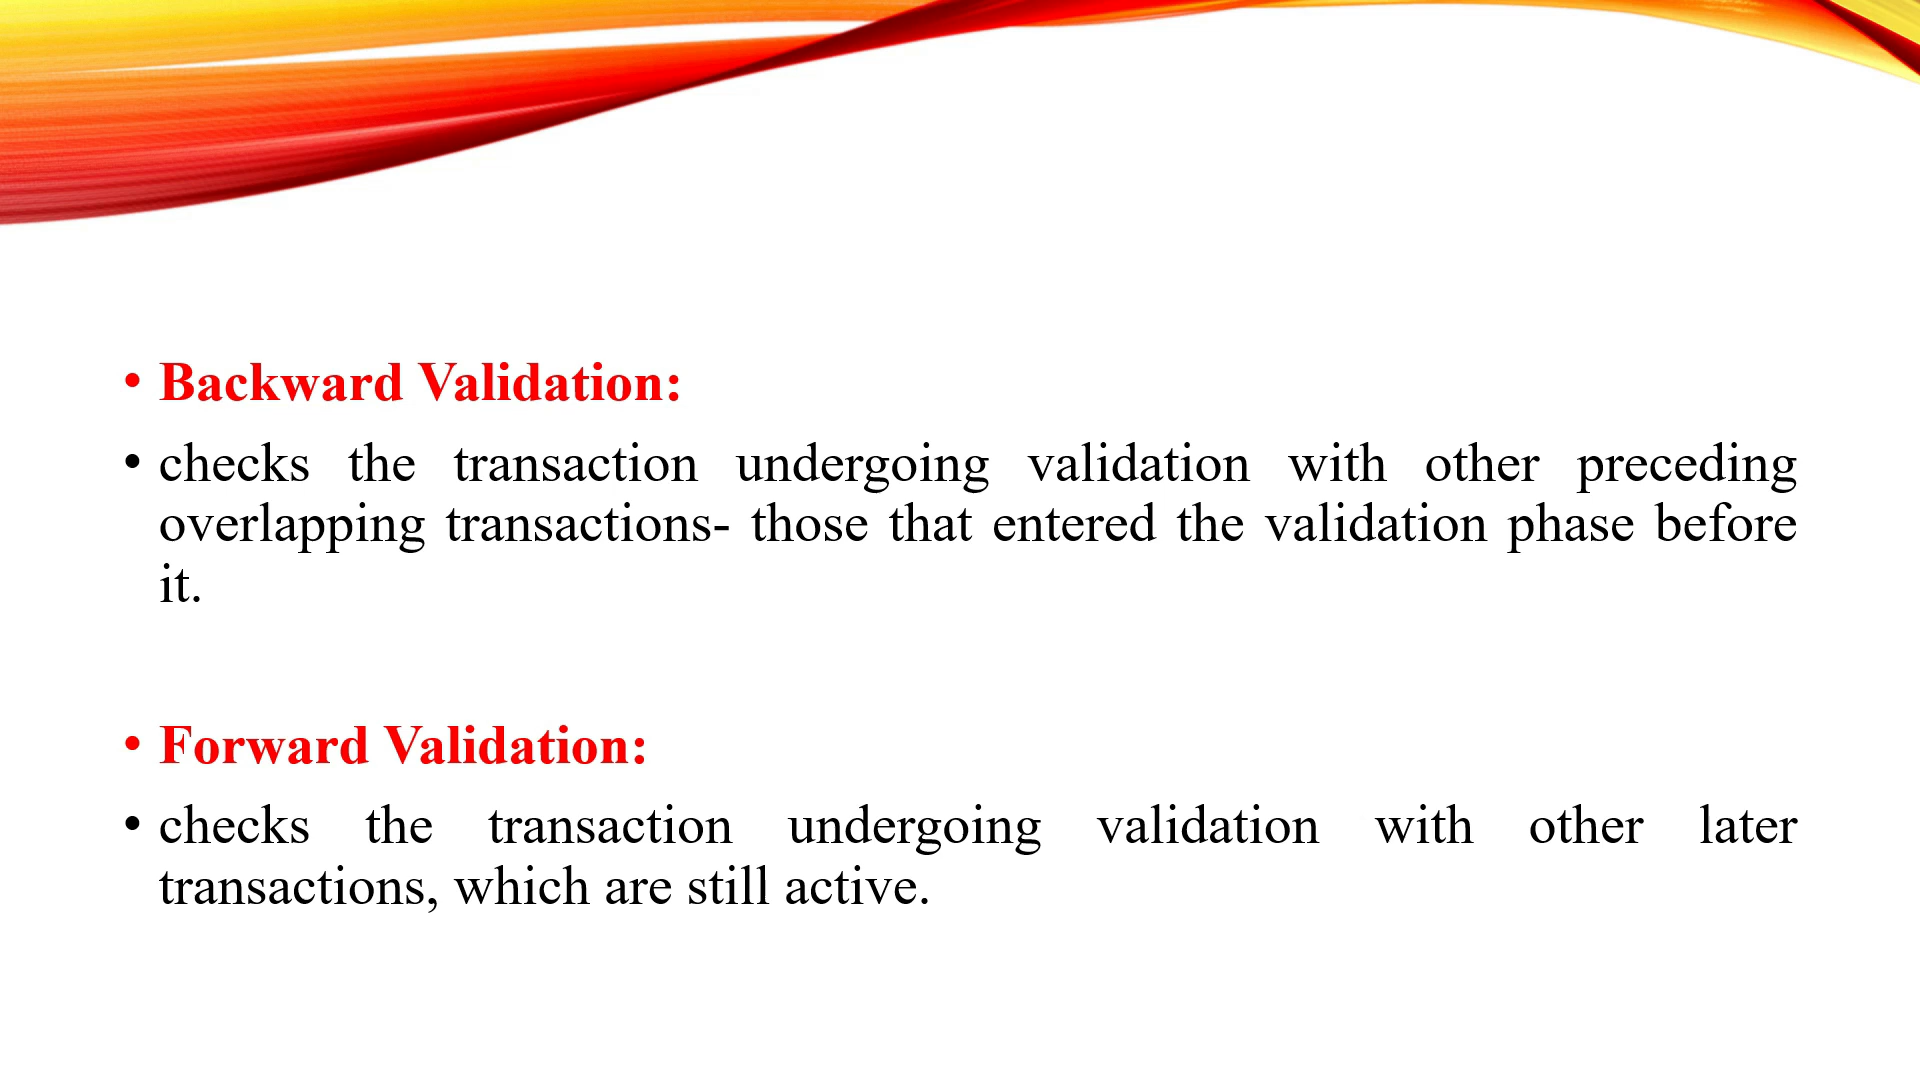 • Backward Validation:
• checks the transaction undergoing validation with other preceding
overlapping transactions- those that entered the validation phase before
it.
• Forward Validation:
• checks the transaction undergoing validation with other later
transactions, which are still active.